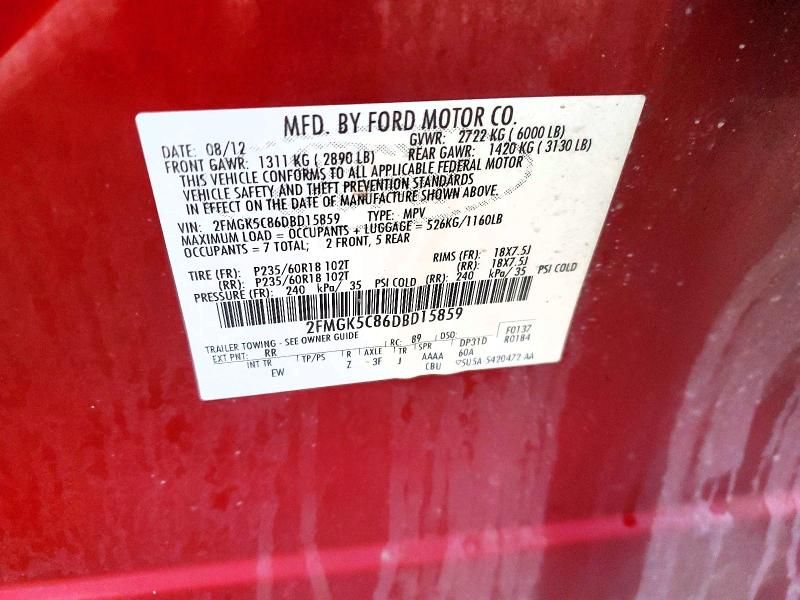 MFD. BY FORD MOTOR CO.
DATE: 08/12 GVWR: 2722 KG ( 6000 LB)
FRONT GAWR: 1311 KG ( 2890 LB) REAR GAWR: 1420 KG ( 3130 LB)
THIS VEHICLE CONFORMS TO ALL APPLICABLE FEDERAL MOTOR
VEHICLE SAFETY AND THEFT PREVENTION STANDARDS
IN EFFECT ON THE DATE OF MANUFACTURE SHOWN ABOVE.
VIN: 2FMGK5C86DBD15859 TYPE: MPV
MAXIMUM LOAD = OCCUPANTS + LUGGAGE = 526KG/1160LB
OCCUPANTS = 7 TOTAL; 2 FRONT, 5 REAR
TIRE (FR): P235/60R18 102T RIMS (FR): 18X7.5J
(RR): P235/60R18 102T (RR): 18X7.5J
PRESSURE (FR): 240 kPa/ 35 PSI COLD (RR): 240 kPa/ 35 PSI COLD
2FMGK5C86DBD15859
TRAILER TOWING - SEE OWNER GUIDE F0137
EXT PNT: RR RC: 89 DSO: DP31D R0184
INT TR TP/PS R AXLE TR SPR 60A
EW Z 3F J AAAA 5U5A 5420472 AA
CBU